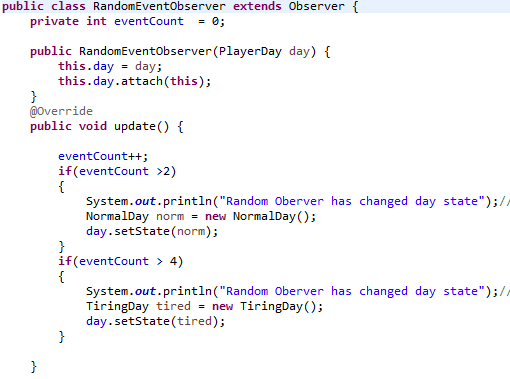 public class RandomEventObserver extends Observer {
    private int eventCount  = 0;
    public RandomEventObserver(PlayerDay day) {
        this.day = day;
        this.day.attach(this);
    }
    @Override
    public void update() {
        eventCount++;
        if(eventCount >2)
        {
            System.out.println("Random Oberver has changed day state");//
            NormalDay norm = new NormalDay();
            day.setState(norm);
        }
        if(eventCount > 4)
        {
            System.out.println("Random Oberver has changed day state");//
            TiringDay tired = new TiringDay();
            day.setState(tired);
        }
    }